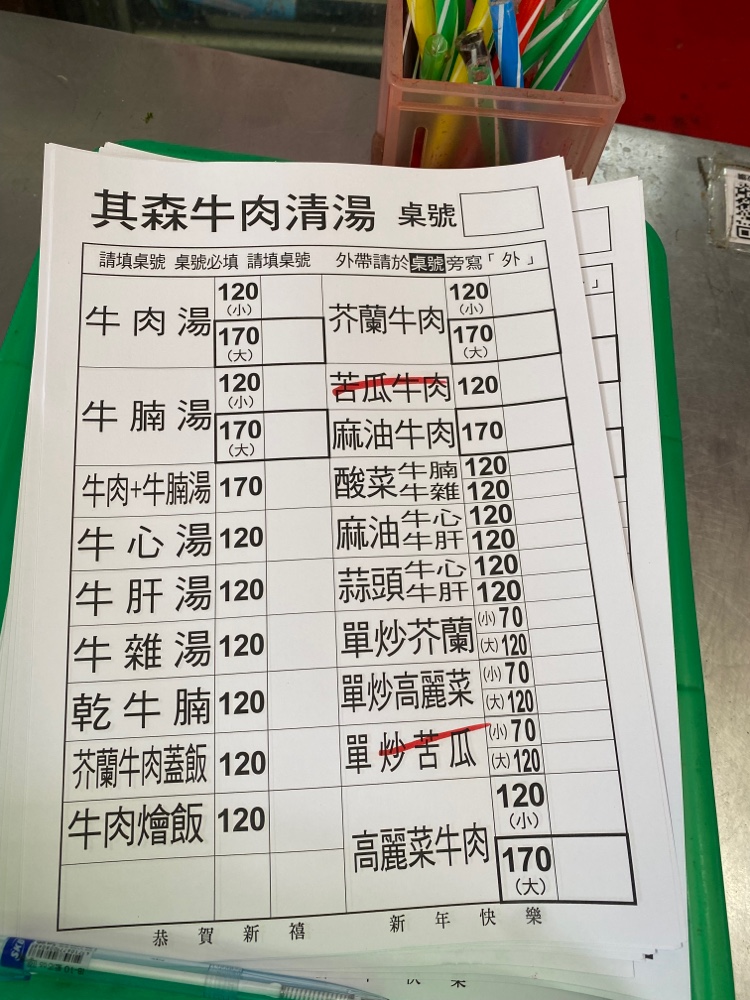 其森牛肉清湯 桌號
請填桌號 桌號必填 請填桌號 外帶請於桌號旁寫「外」
牛肉湯 120 (小)
170 (大)
牛腩湯 120 (小)
170 (大)
牛肉+牛腩湯 170
牛心湯 120
牛肝湯 120
牛雜湯 120
乾牛腩 120
芥蘭牛肉蓋飯 120
牛肉燴飯 120
芥蘭牛肉 120 (小)
170 (大)
苦瓜牛肉 120
麻油牛肉 170
酸菜 牛腩 120
牛雜 120
麻油 牛心 120
牛肝 120
蒜頭 牛心 120
牛肝 120
單炒芥蘭 (小) 70
(大) 120
單炒高麗菜 (小) 70
(大) 120
單炒苦瓜 (小) 70
(大) 120
高麗菜牛肉 120 (小)
170 (大)
恭賀新禧 新年快樂